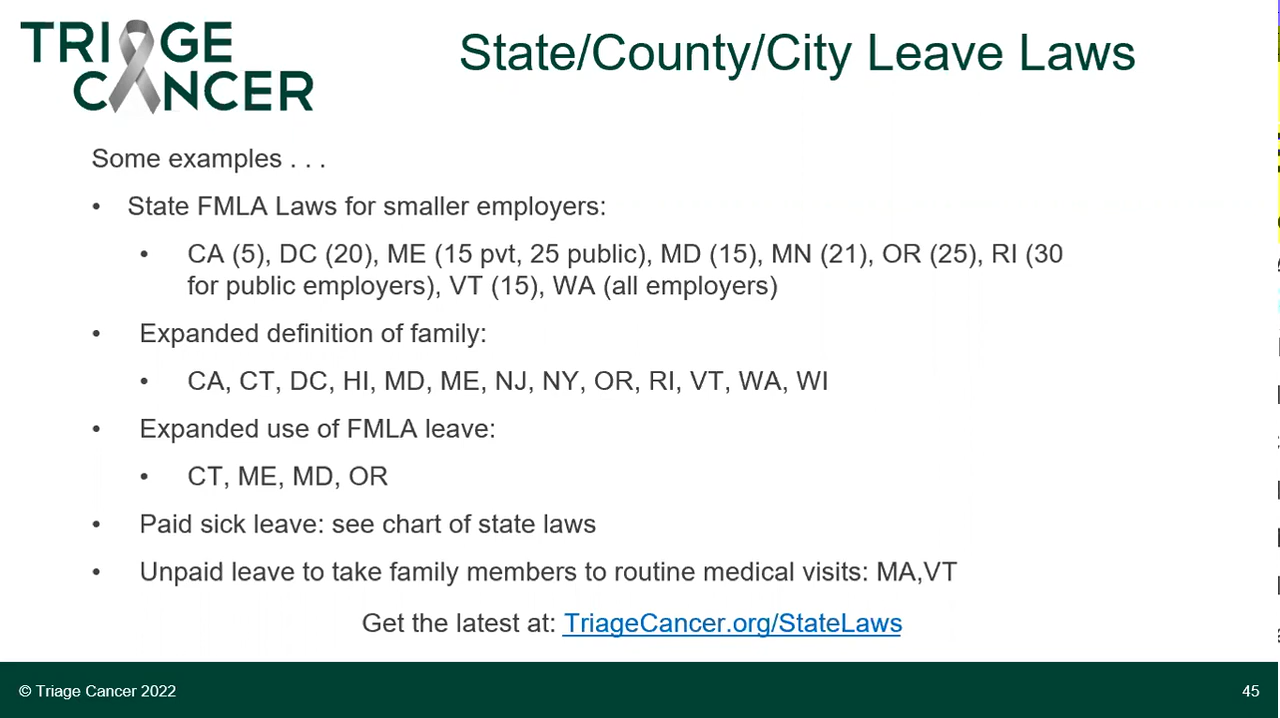 TRIAGE
CANCER
State/County/City Leave Laws
Some examples . . .
• State FMLA Laws for smaller employers:
• CA (5), DC (20), ME (15 pvt, 25 public), MD (15), MN (21), OR (25), RI (30
for public employers), VT (15), WA (all employers)
• Expanded definition of family:
• CA, CT, DC, HI, MD, ME, NJ, NY, OR, RI, VT, WA, WI
• Expanded use of FMLA leave:
• CT, ME, MD, OR
• Paid sick leave: see chart of state laws
• Unpaid leave to take family members to routine medical visits: MA,VT
Get the latest at: TriageCancer.org/StateLaws
© Triage Cancer 2022
45